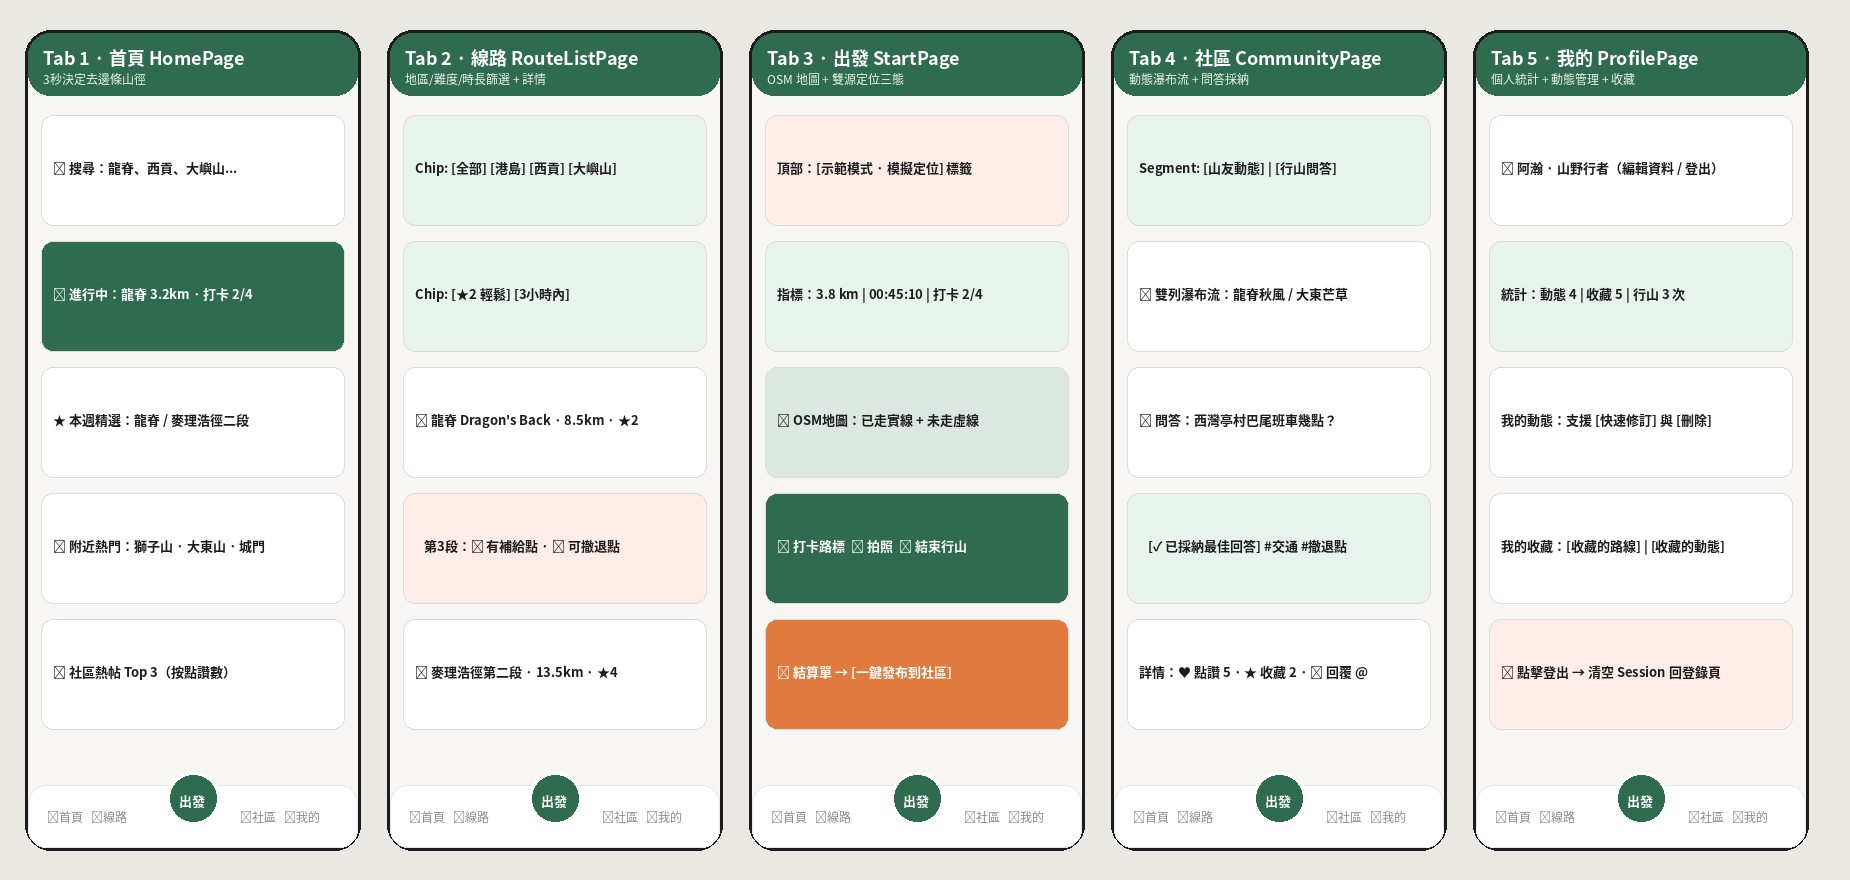 Tab 1 · 首頁 HomePage
3秒決定去邊條山徑
搜尋：龍脊、西貢、大嶼山...
進行中：龍脊 3.2km · 打卡 2/4
★ 本週精選：龍脊 / 麥理浩徑二段
附近熱門：獅子山 · 大東山 · 城門
社區熱帖 Top 3（按點讚數）
出發
首頁 線路 社區 我的
Tab 2 · 線路 RouteListPage
地區/難度/時長篩選 + 詳情
Chip: [全部] [港島] [西貢] [大嶼山]
Chip: [★2 輕鬆] [3小時內]
龍脊 Dragon's Back · 8.5km · ★2
第3段： 有補給點 · 可撤退點
麥理浩徑第二段 · 13.5km · ★4
出發
首頁 線路 社區 我的
Tab 3 · 出發 StartPage
OSM 地圖 + 雙源定位三態
頂部：[示範模式 · 模擬定位] 標籤
指標：3.8 km | 00:45:10 | 打卡 2/4
OSM地圖：已走實線 + 未走虛線
打卡路標 拍照 結束行山
結算單 → [一鍵發布到社區]
出發
首頁 線路 社區 我的
Tab 4 · 社區 CommunityPage
動態瀑布流 + 問答採納
Segment: [山友動態] | [行山問答]
雙列瀑布流：龍脊秋風 / 大東芒草
問答：西灣亭村巴尾班車幾點？
[✓ 已採納最佳回答] #交通 #撤退點
詳情：♥ 點讚 5 · ★ 收藏 2 · 回覆 @
出發
首頁 線路 社區 我的
Tab 5 · 我的 ProfilePage
個人統計 + 動態管理 + 收藏
阿瀚 · 山野行者（編輯資料 / 登出）
統計：動態 4 | 收藏 5 | 行山 3 次
我的動態：支援 [快速修訂] 與 [刪除]
我的收藏：[收藏的路線] | [收藏的動態]
點擊登出 → 清空 Session 回登錄頁
出發
首頁 線路 社區 我的